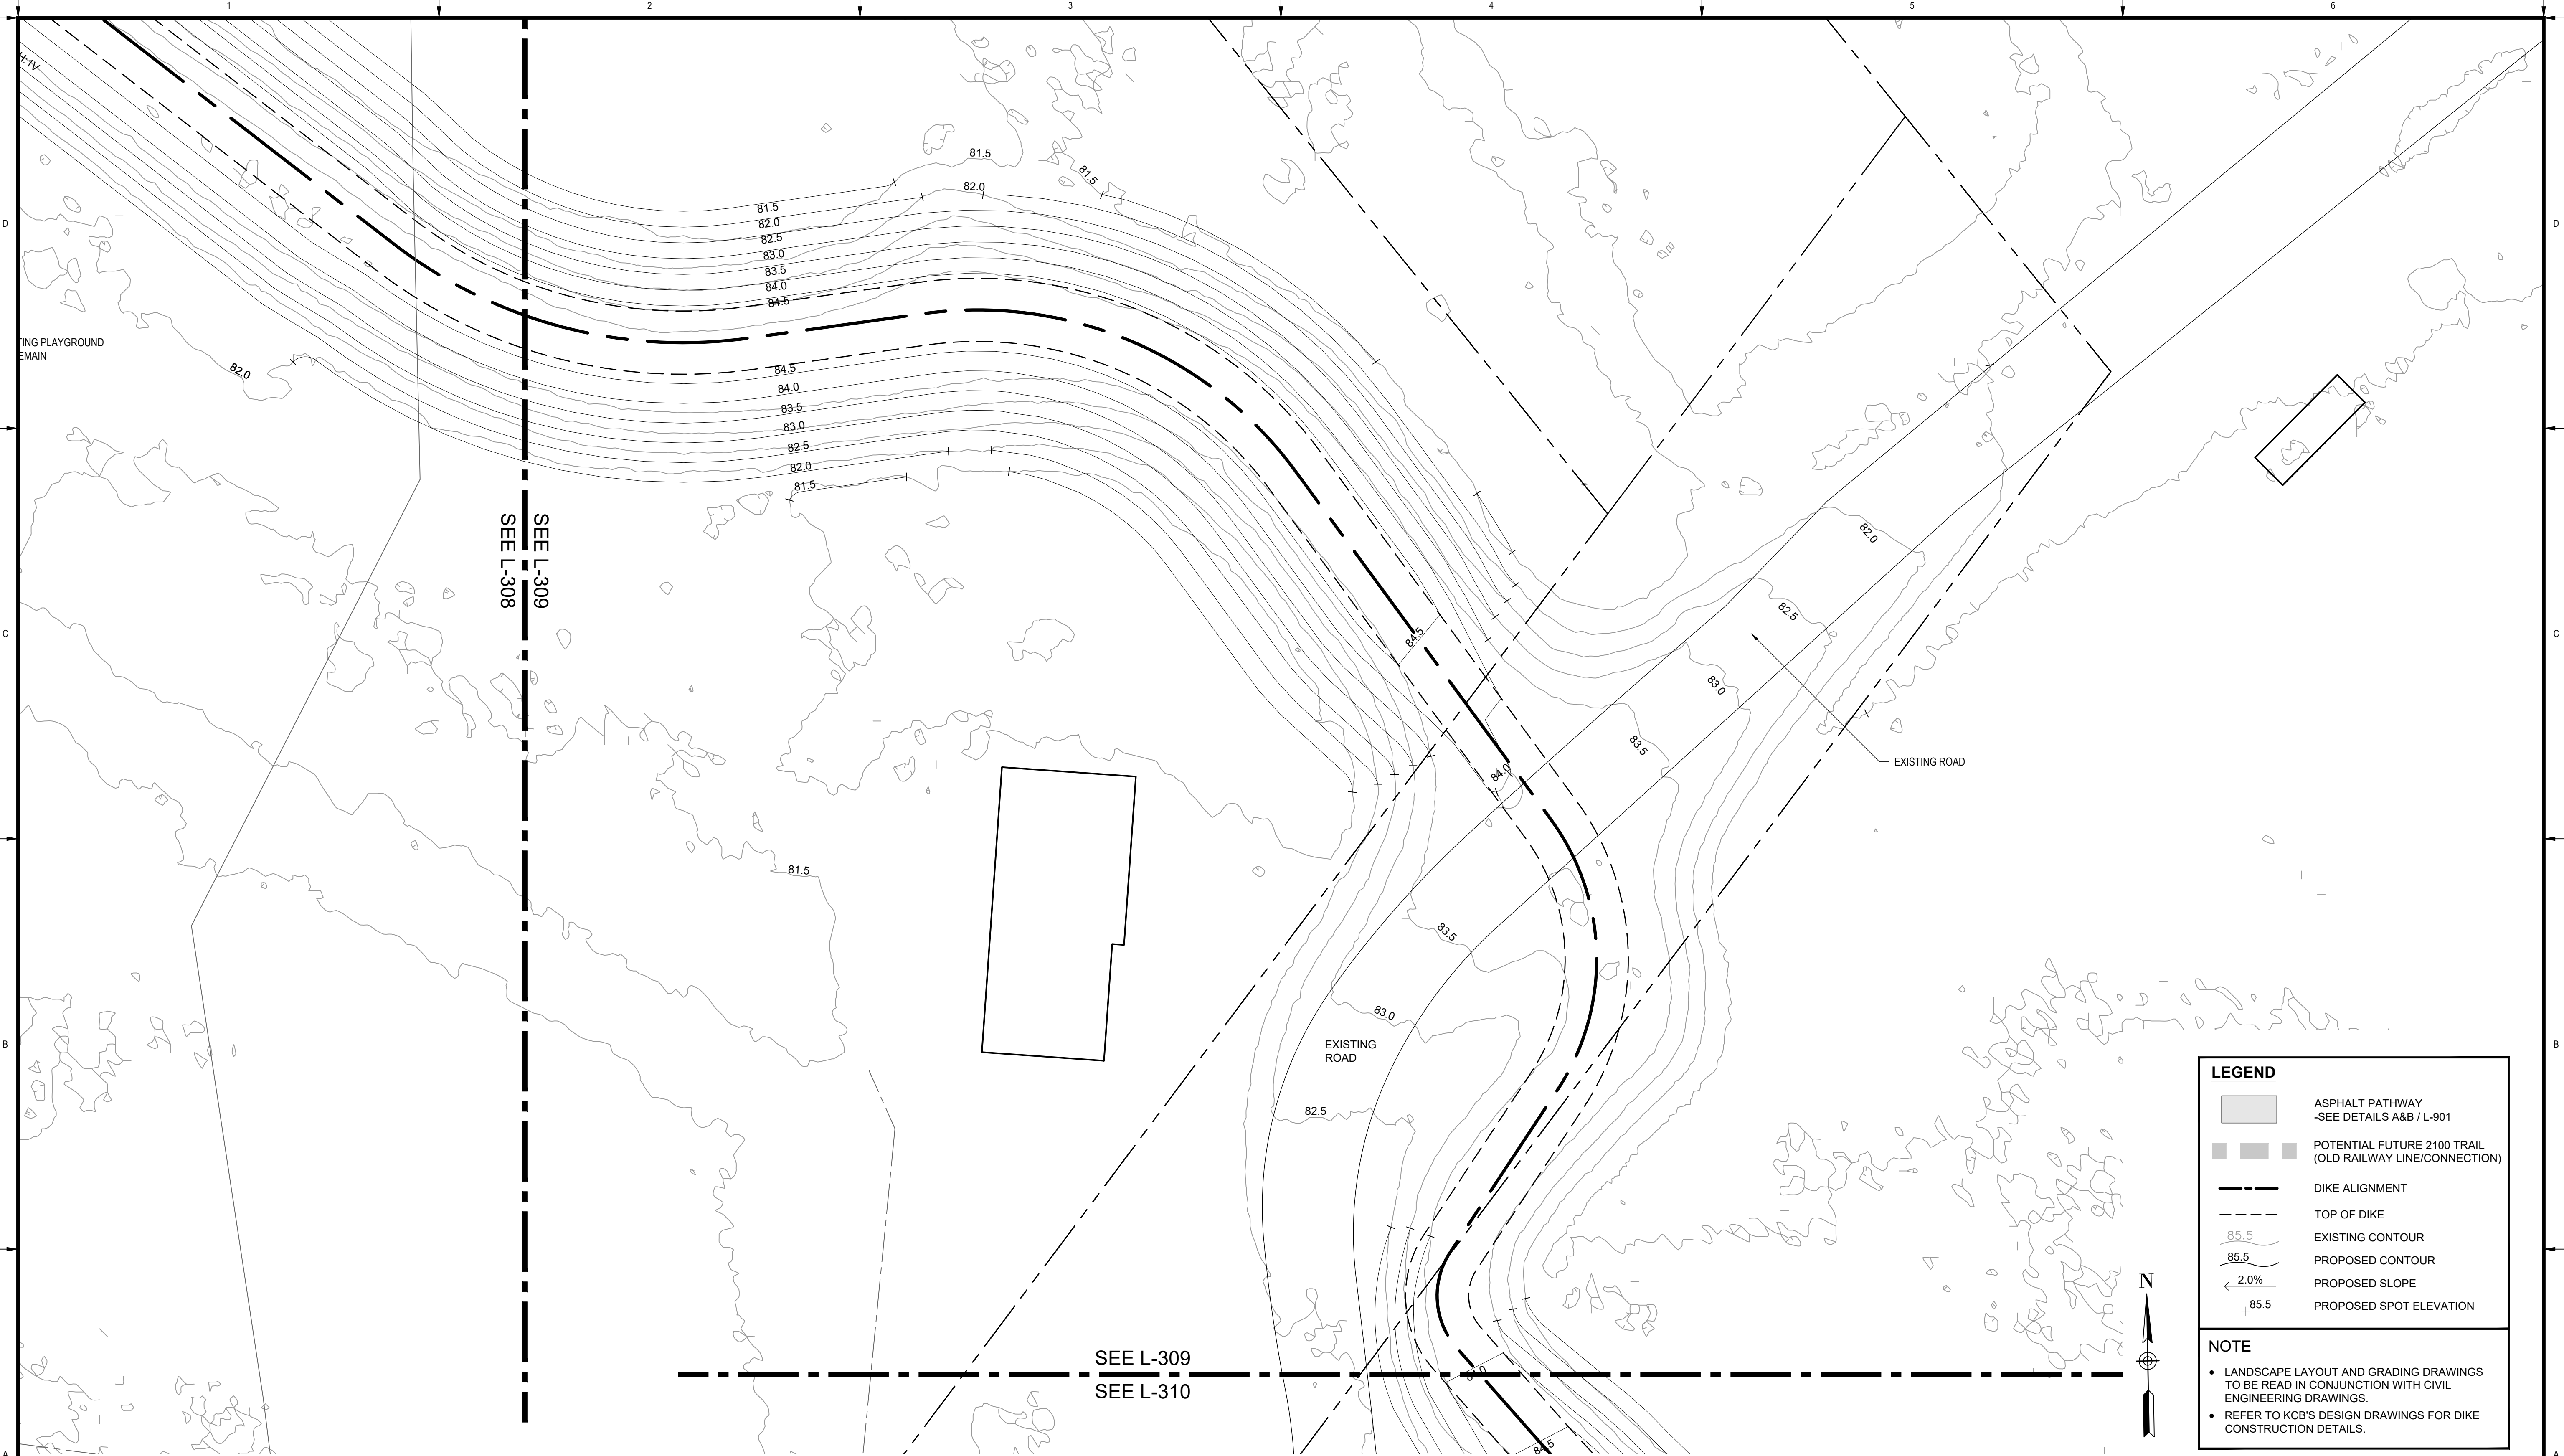 1
2
3
4
5
6
D
D
C
C
B
B
81.5
82.0
81.5
81.5
82.0
82.5
83.0
83.5
84.0
84.5
TING PLAYGROUND
EMAIN
82.0
84.5
84.0
83.5
83.0
82.5
82.0
81.5
SEE L-308
SEE L-309
82.0
82.5
83.0
83.5
84.5
84.0
EXISTING ROAD
81.5
83.5
83.0
EXISTING
ROAD
82.5
SEE L-309
SEE L-310
84.5
N
LEGEND
ASPHALT PATHWAY
-SEE DETAILS A&B / L-901
POTENTIAL FUTURE 2100 TRAIL
(OLD RAILWAY LINE/CONNECTION)
DIKE ALIGNMENT
TOP OF DIKE
85.5 EXISTING CONTOUR
85.5 PROPOSED CONTOUR
2.0% PROPOSED SLOPE
85.5 PROPOSED SPOT ELEVATION
NOTE
• LANDSCAPE LAYOUT AND GRADING DRAWINGS
TO BE READ IN CONJUNCTION WITH CIVIL
ENGINEERING DRAWINGS.
• REFER TO KCB'S DESIGN DRAWINGS FOR DIKE
CONSTRUCTION DETAILS.